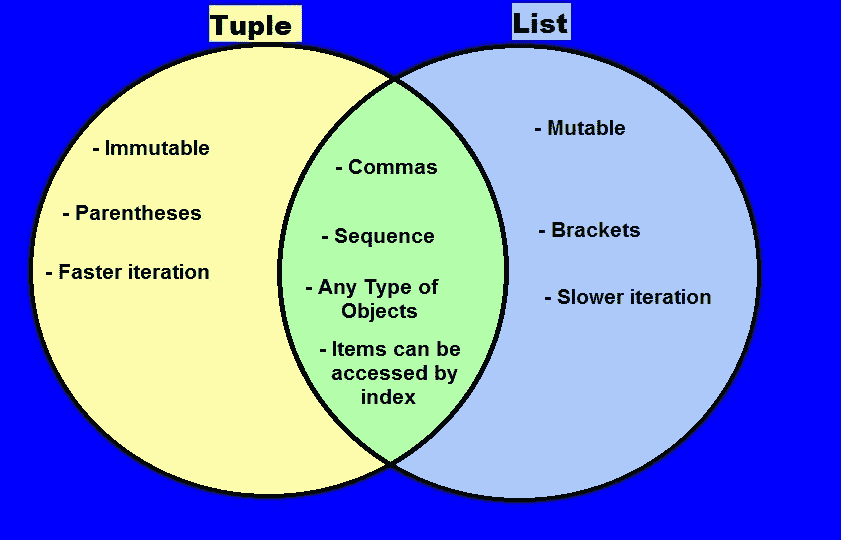 Tuple
- Immutable
- Parentheses
- Faster iteration
- Commas
- Sequence
- Any Type of
Objects
- Items can be
accessed by
index
List
- Mutable
- Brackets
- Slower iteration